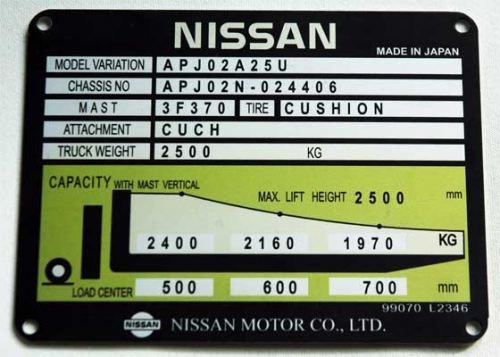 NISSAN
MADE IN JAPAN
MODEL VARIATION APJ02A25U
CHASSIS NO APJ02N-024406
MAST 3F370 TIRE CUSHION
ATTACHMENT CUCH
TRUCK WEIGHT 2500 KG
CAPACITY WITH MAST VERTICAL
MAX. LIFT HEIGHT 2500 mm
2400 2160 1970 KG
LOAD CENTER 500 600 700 mm
99070 L2346
NISSAN NISSAN MOTOR CO., LTD.